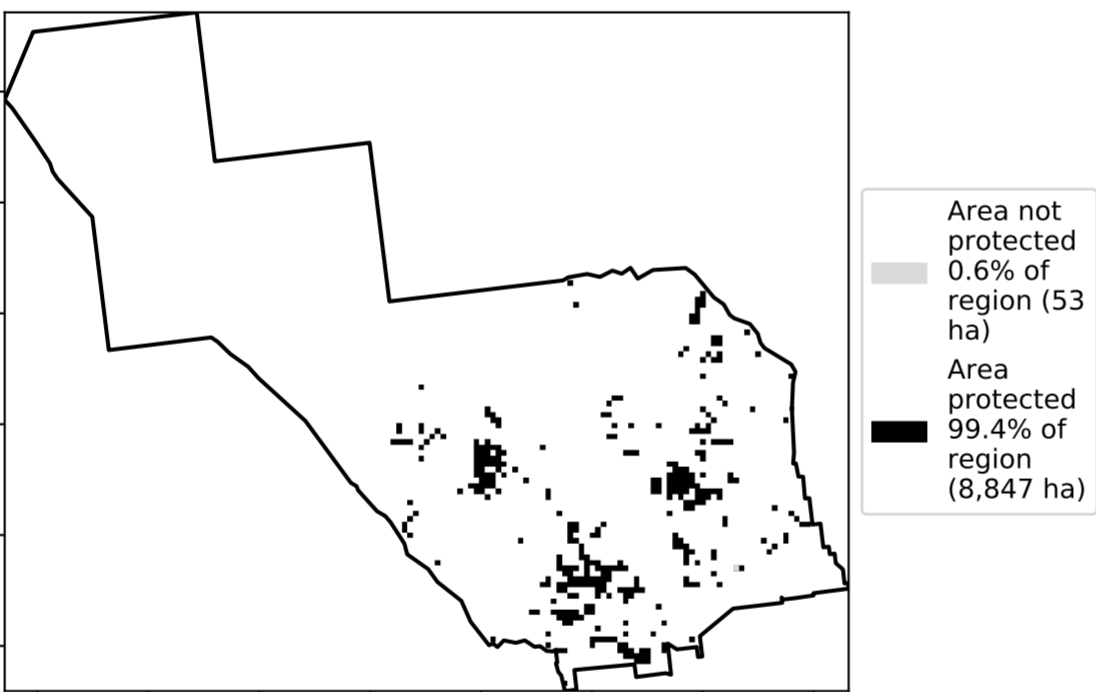 Area not
protected
0.6% of
region (53
ha)
Area
protected
99.4% of
region
(8,847 ha)